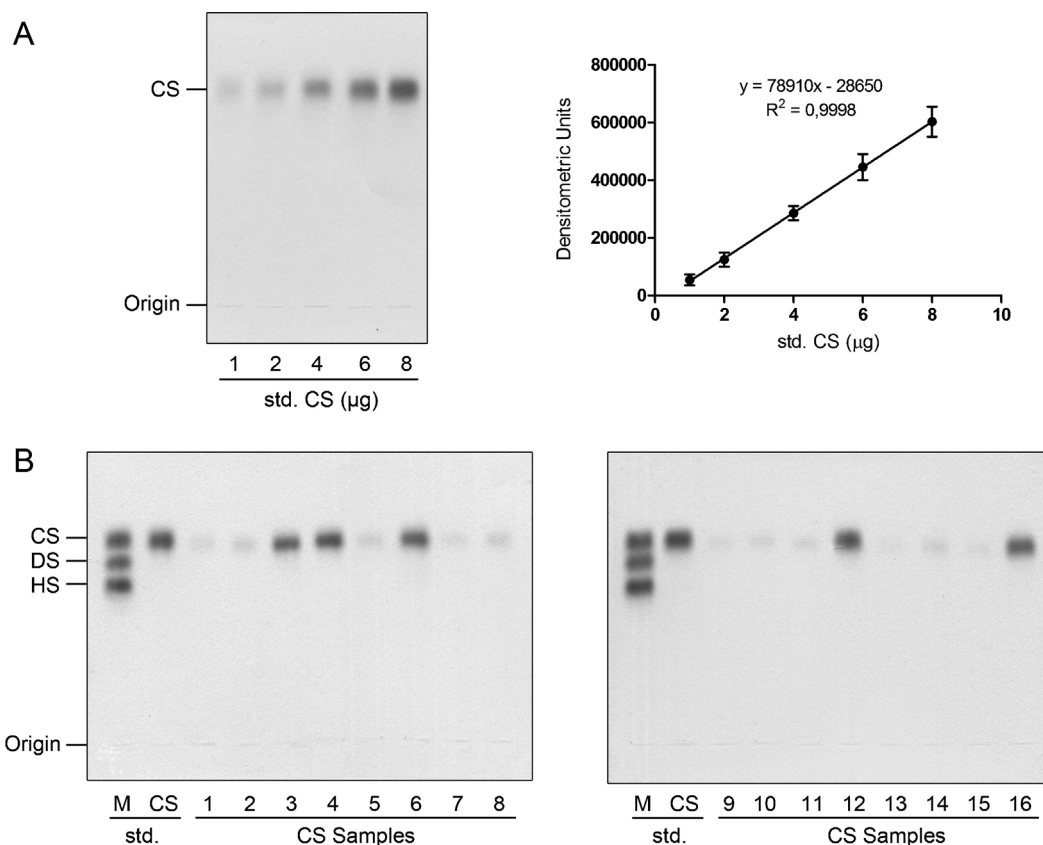 A
CS
Origin
1 2 4 6 8
std. CS (µg)
y = 78910x - 28650
R² = 0,9998
Densitometric Units
800000
600000
400000
200000
0
0 2 4 6 8 10
std. CS (µg)
B
CS
DS
HS
Origin
M CS 1 2 3 4 5 6 7 8
std. CS Samples
M CS 9 10 11 12 13 14 15 16
std. CS Samples